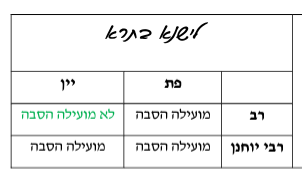 לישנא בתרא
פת יין
רב מועילה הסבה לא מועילה הסבה
רבי יוחנן מועילה הסבה מועילה הסבה